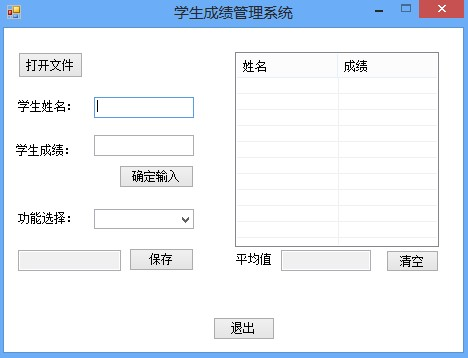 学生成绩管理系统
打开文件
姓名 成绩
学生姓名：
学生成绩：
确定输入
功能选择：
保存
平均值
清空
退出